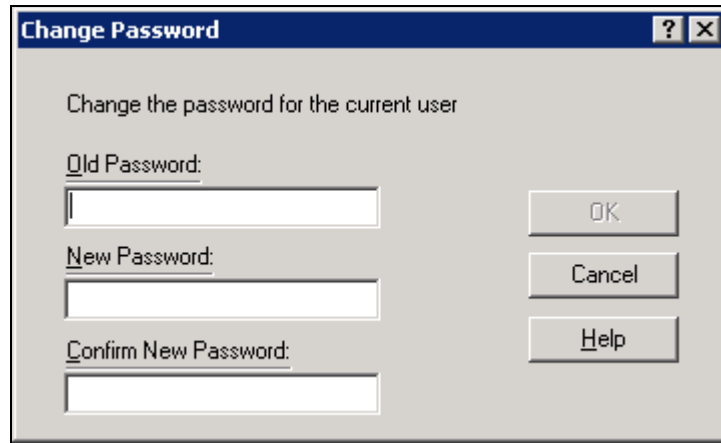 Change Password
Change the password for the current user
Old Password:
OK
New Password:
Cancel
Help
Confirm New Password: